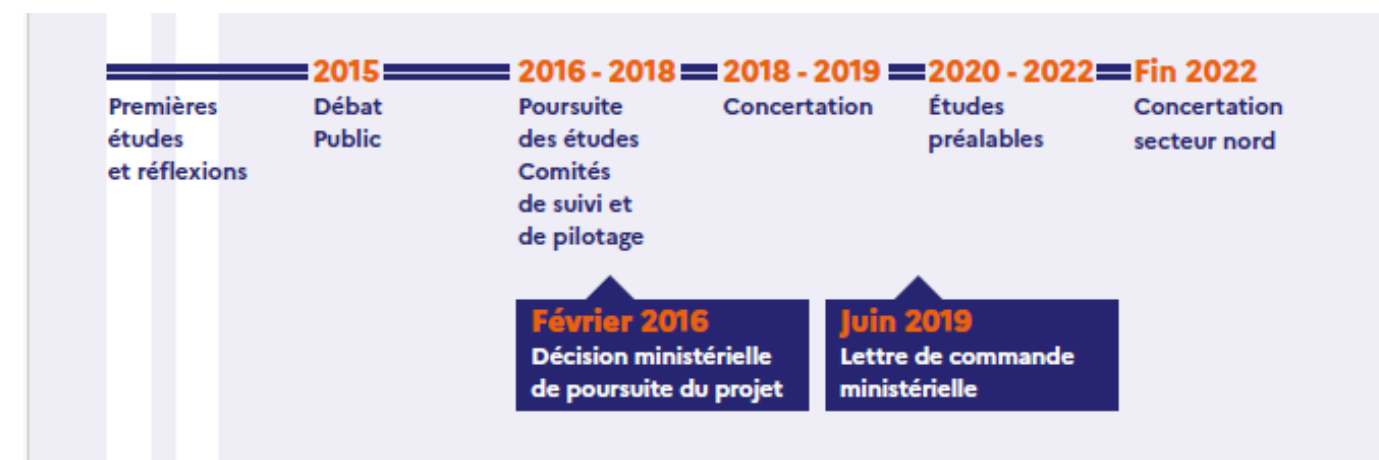 2015
2016 - 2018
2018 - 2019
2020 - 2022
Fin 2022
Premières
études
et réflexions
Débat
Public
Poursuite
des études
Comités
de suivi et
de pilotage
Concertation
Études
préalables
Concertation
secteur nord
Février 2016
Décision ministérielle
de poursuite du projet
Juin 2019
Lettre de commande
ministérielle